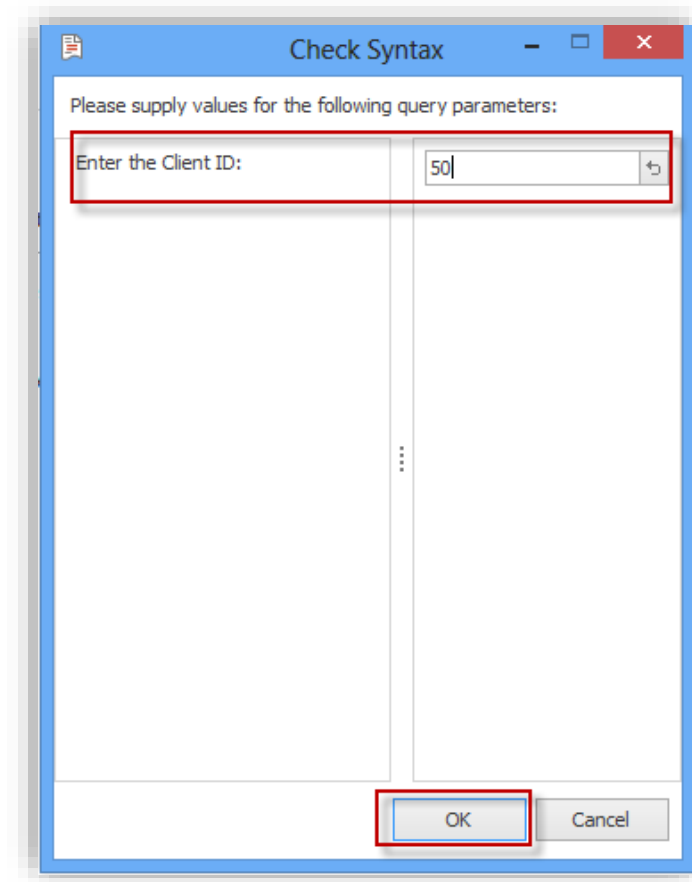 Check Syntax
Please supply values for the following query parameters:
Enter the Client ID: 50
OK Cancel